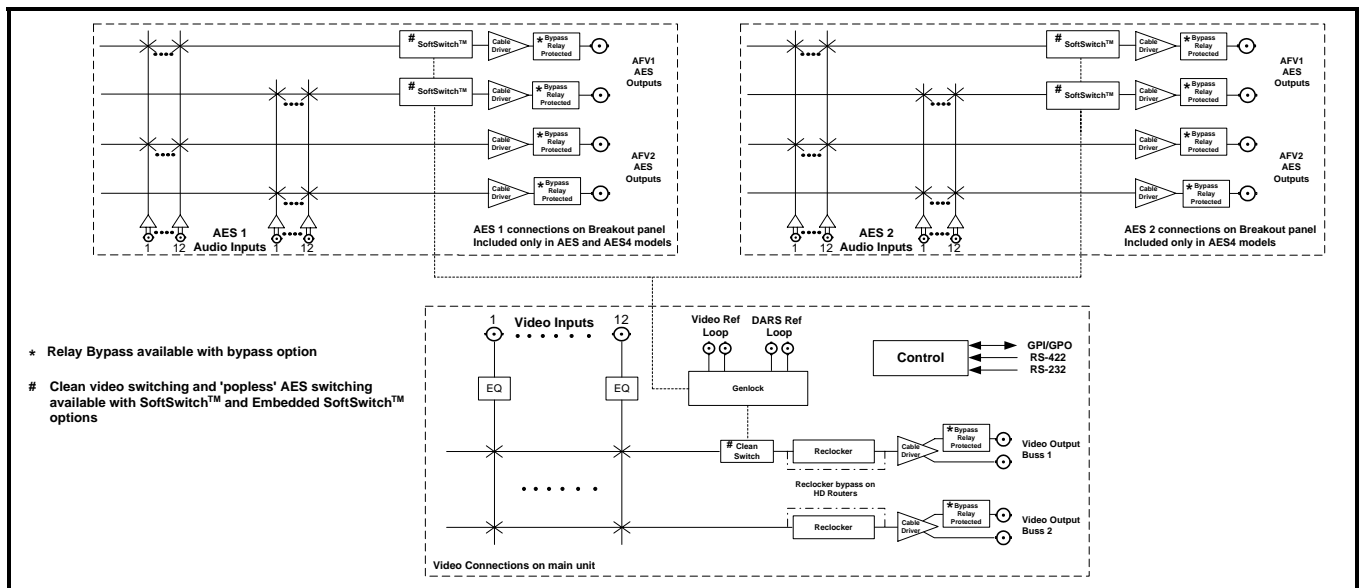 # SoftSwitch™
Cable Driver
* Bypass Relay Protected
# SoftSwitch™
Cable Driver
* Bypass Relay Protected
AFV1 AES Outputs
Cable Driver
* Bypass Relay Protected
Cable Driver
* Bypass Relay Protected
AFV2 AES Outputs
AES 1
Audio Inputs
1 12 1 12
AES 1 connections on Breakout panel
Included only in AES and AES4 models
# SoftSwitch™
Cable Driver
* Bypass Relay Protected
# SoftSwitch™
Cable Driver
* Bypass Relay Protected
AFV1 AES Outputs
Cable Driver
* Bypass Relay Protected
Cable Driver
* Bypass Relay Protected
AFV2 AES Outputs
AES 2
Audio Inputs
1 12 1 12
AES 2 connections on Breakout panel
Included only in AES4 models
* Relay Bypass available with bypass option
# Clean video switching and 'popless' AES switching
available with SoftSwitch™ and Embedded SoftSwitch™
options
1 Video Inputs 12
EQ
EQ
Video Ref Loop
DARS Ref Loop
Genlock
Control
GPI/GPO
RS-422
RS-232
# Clean Switch
Reclocker
Cable Driver
* Bypass Relay Protected
Video Output
Buss 1
Reclocker bypass on
HD Routers
Reclocker
Cable Driver
* Bypass Relay Protected
Video Output
Buss 2
Video Connections on main unit